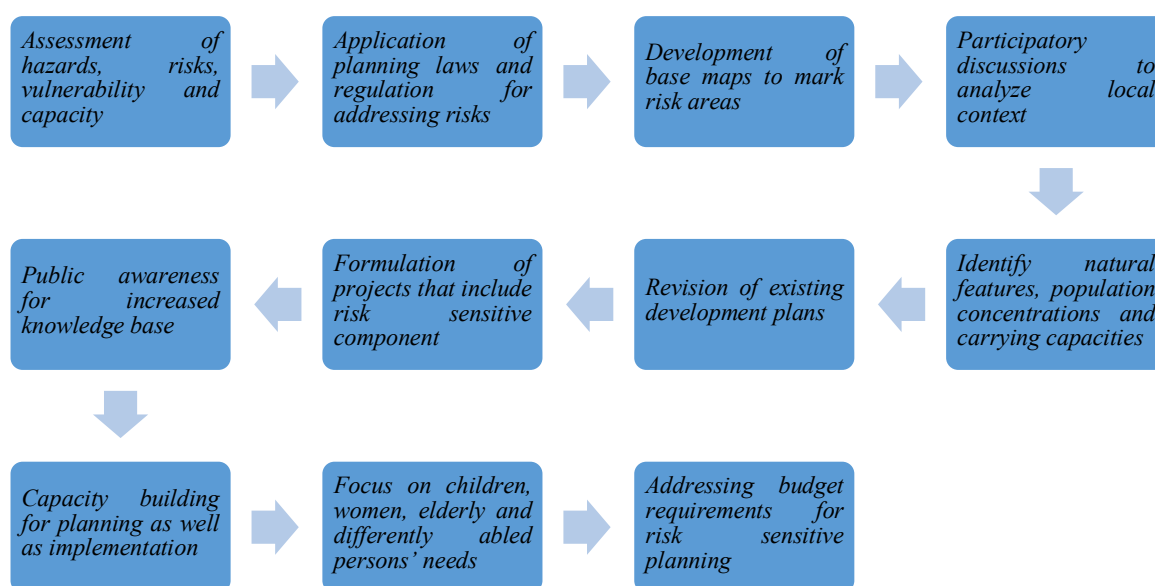 Assessment of
hazards, risks,
vulnerability and
capacity
Application of
planning laws and
regulation for
addressing risks
Development of
base maps to mark
risk areas
Participatory
discussions to
analyze local
context
Identify natural
features, population
concentrations and
carrying capacities
Revision of existing
development plans
Formulation of
projects that include
risk sensitive
component
Public awareness
for increased
knowledge base
Capacity building
for planning as well
as implementation
Focus on children,
women, elderly and
differently abled
persons’ needs
Addressing budget
requirements for
risk sensitive
planning